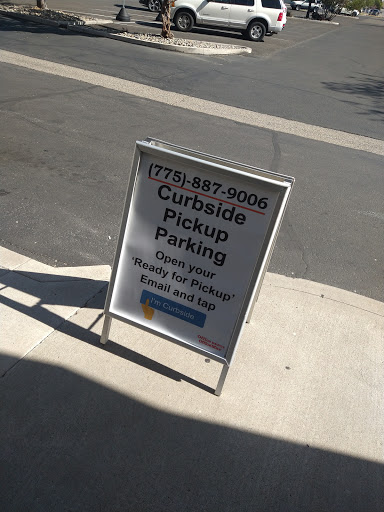 (775)-887-9006
Curbside
Pickup
Parking
Open your
'Ready for Pickup'
Email and tap
I'm Curbside